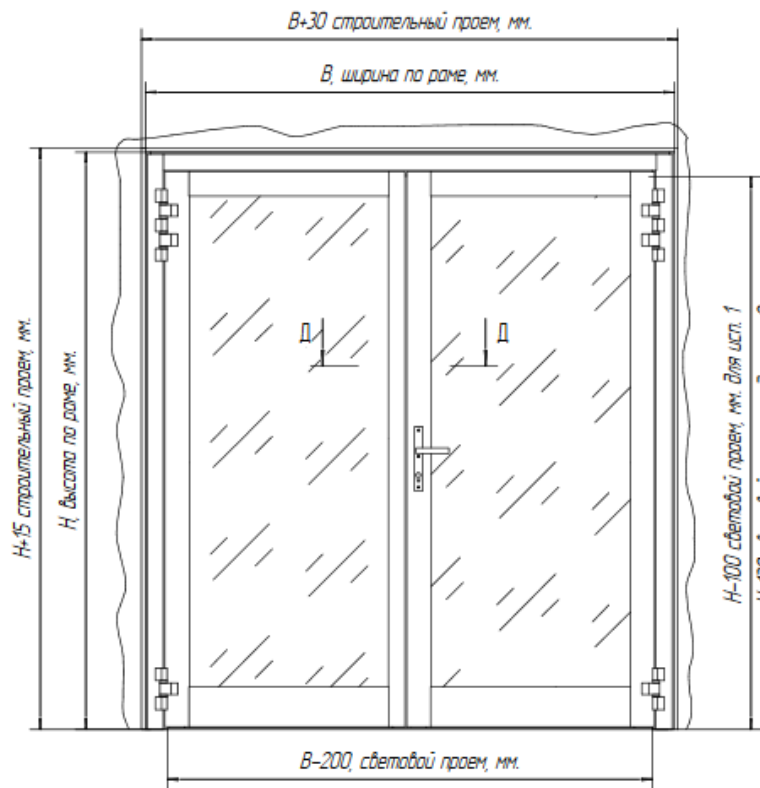 В+30 строительный проем, мм.
В, ширина по раме, мм.
Н+15 строительный проем, мм.
Н, высота по раме, мм.
Д
Д
Н-100 световой проем, мм. для исп. 1
В-200, световой проем, мм.